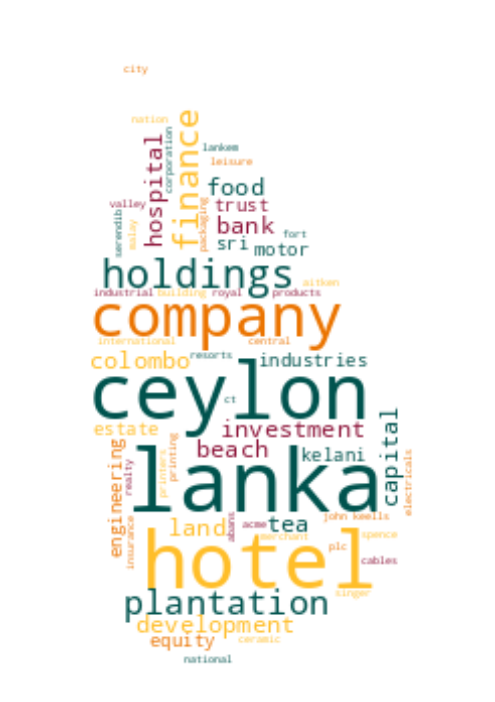 city
nation
finance
hospital
corporation
lankem
leisure
food
valley
trust
serendib
malay
packaging
bank
sri
fort
motor
holdings
aitken
industrial building royal products
company
international central
colombo resorts industries
ceylon
ct
estate investment capital
engineering
realty
printers
printing
beach kelani
electricals
lanka
insurance
land
abans
acme tea john keells
merchant spence
hotel
plc
cables
singer
plantation
development
equity ceramic
national